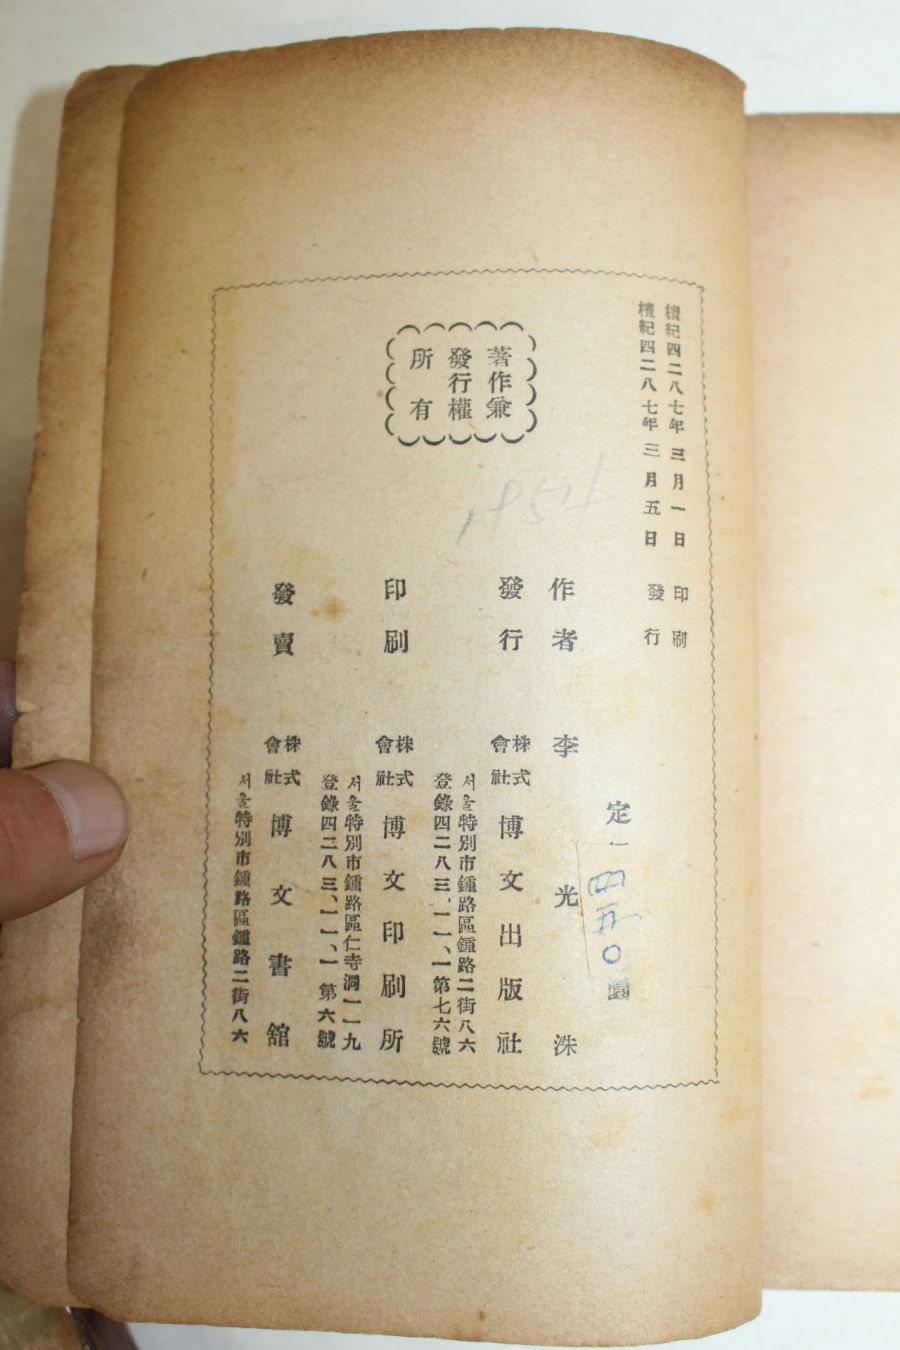 檀紀四二八七年三月一日 印刷
檀紀四二八七年三月五日 發行
著作兼
發行權
所有
1954
定 四五〇圜
作者 李光洙
發行 株式會社 博文出版社
서울特別市鍾路區鍾路二街八六
登錄四二八三、一一、一第七六號
印刷 株式會社 博文印刷所
서울特別市鍾路區仁寺洞一一九
登錄四二八三、一一、一 第六號
發賣 株式會社 博文書舘
서울特別市鍾路區鍾路二街八六